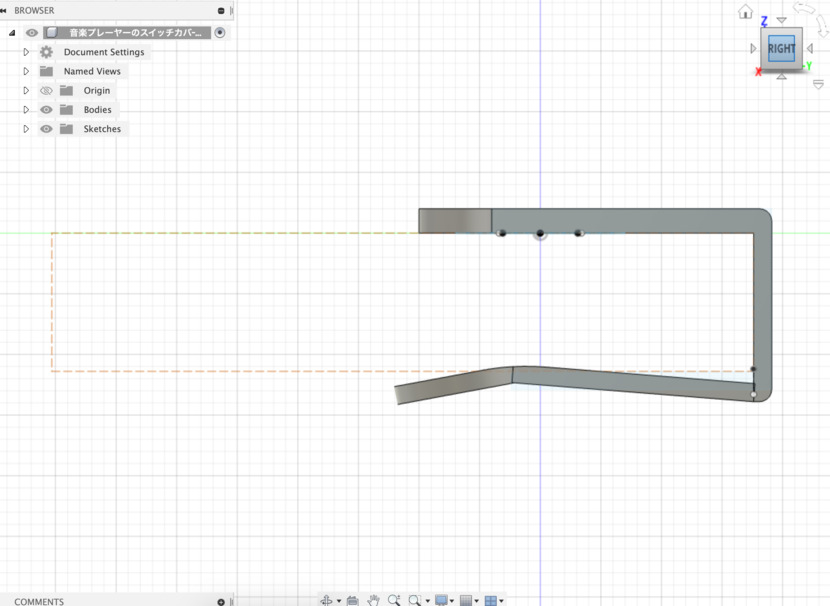 BROWSER
音楽プレーヤーのスイッチカバー...
Document Settings
Named Views
Origin
Bodies
Sketches
COMMENTS
Z
RIGHT
X
-Y